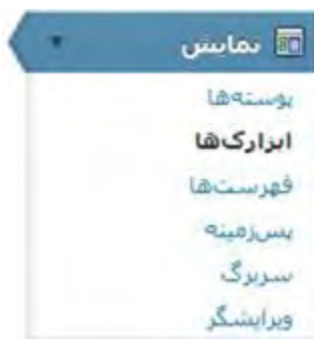 نمایش
پوسته‌ها
ابزارک‌ها
فهرست‌ها
پس‌زمینه
سربرگ
ویرایشگر